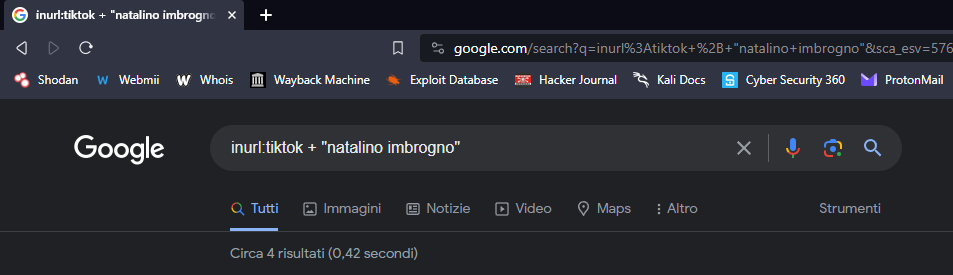 inurl:tiktok + "natalino imbrogno
google.com/search?q=inurl%3Atiktok+%2B+"natalino+imbrogno"&sca_esv=576
Shodan Webmii Whois Wayback Machine Exploit Database Hacker Journal Kali Docs Cyber Security 360 ProtonMail
Google inurl:tiktok + "natalino imbrogno"
Tutti Immagini Notizie Video Maps Altro Strumenti
Circa 4 risultati (0,42 secondi)